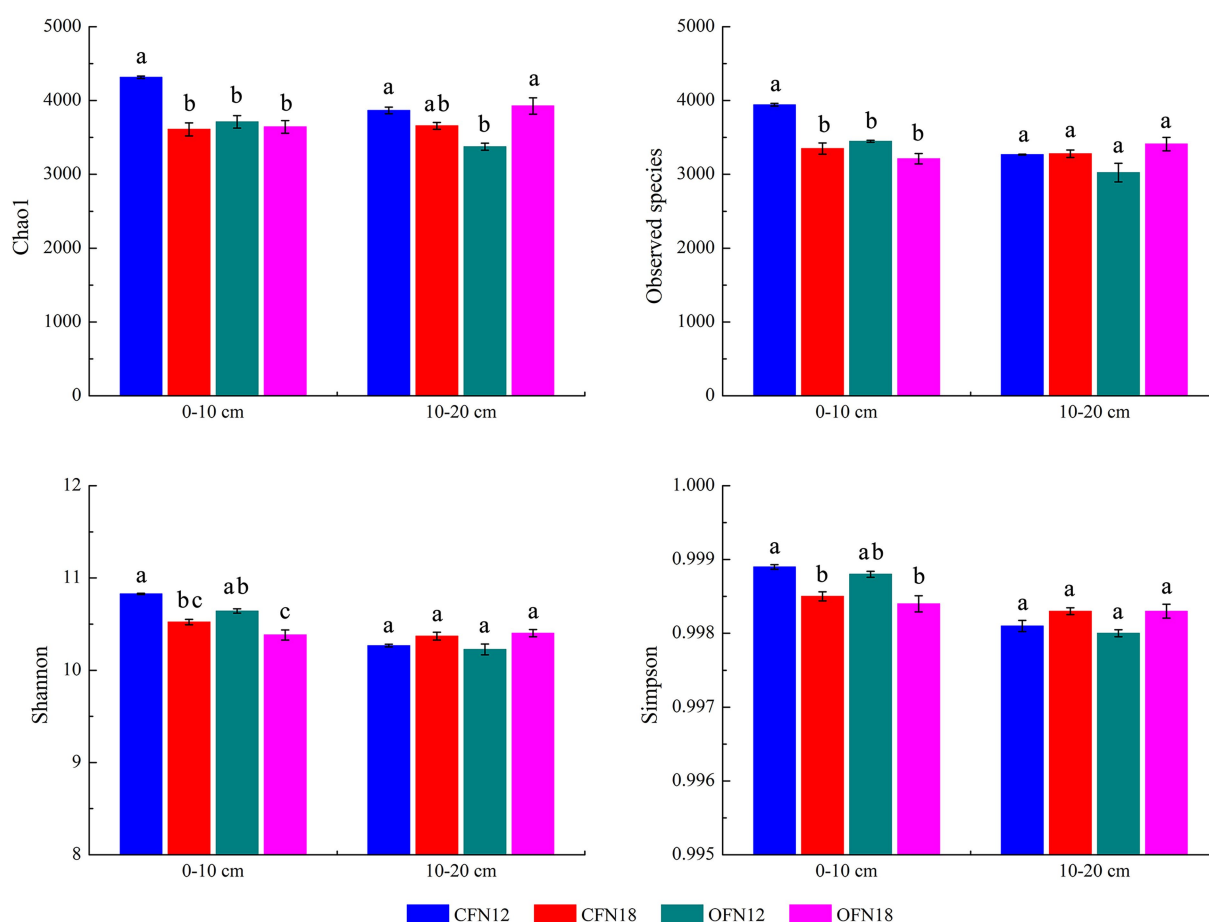 5000
4000
3000
2000
1000
0
Chao1
a
b
b
b
a
ab
b
a
0-10 cm
10-20 cm
5000
4000
3000
2000
1000
0
Observed species
a
b
b
b
a
a
a
a
0-10 cm
10-20 cm
12
11
10
9
8
Shannon
a
bc
ab
c
a
a
a
a
0-10 cm
10-20 cm
1.000
0.999
0.998
0.997
0.996
0.995
Simpson
a
b
ab
b
a
a
a
a
0-10 cm
10-20 cm
CFN12 CFN18 OFN12 OFN18